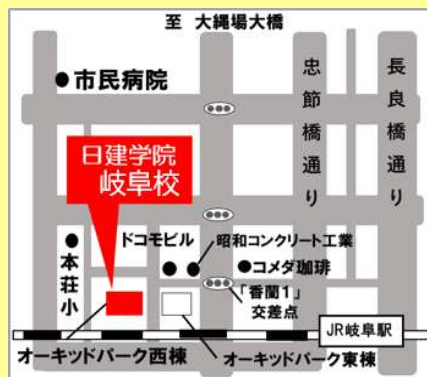 至 大縄場大橋
●市民病院
忠節橋通り
長良橋通り
日建学院
岐阜校
ドコモビル
昭和コンクリート工業
●本荘小
●コメダ珈琲
「香蘭1」
交差点
JR岐阜駅
オーキッドパーク西棟
オーキッドパーク東棟